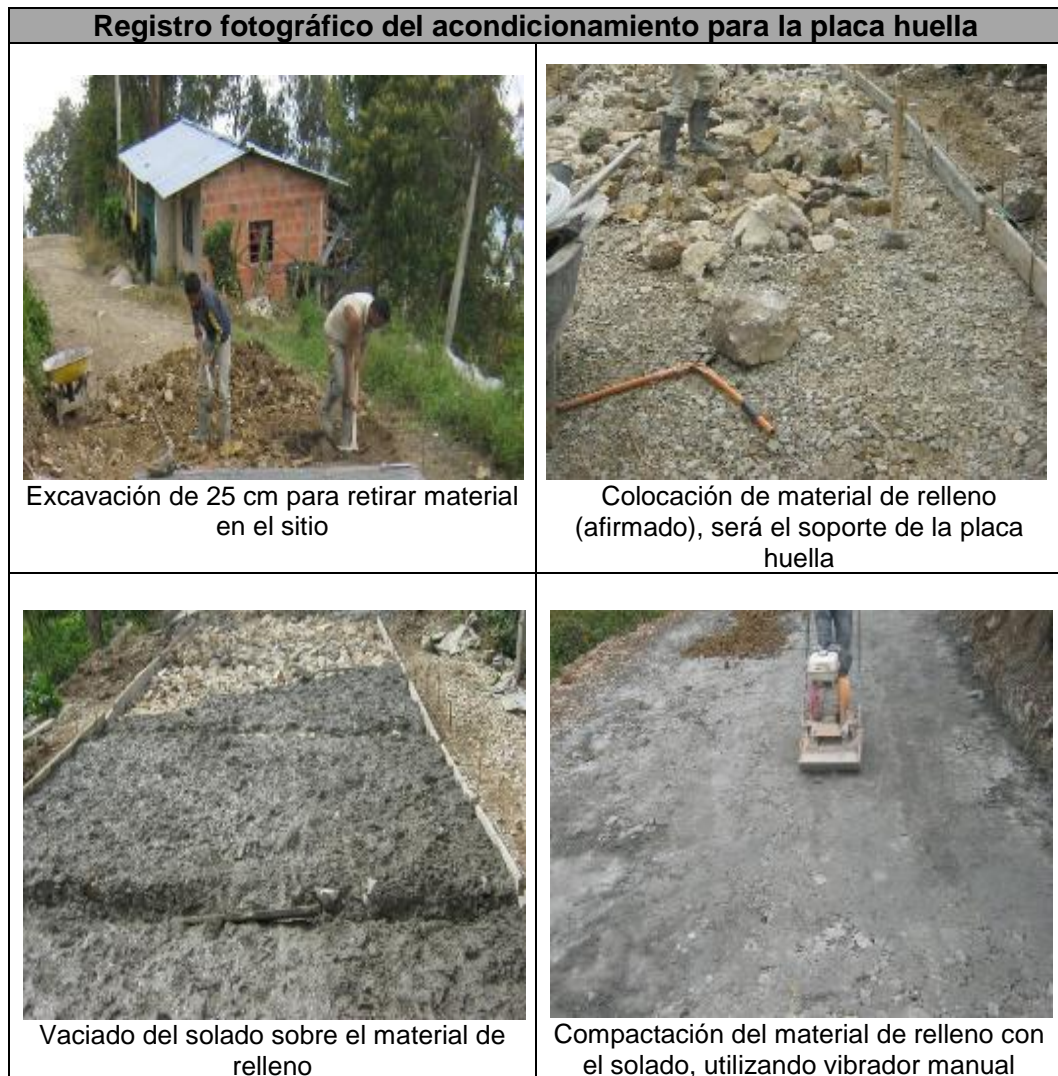 Registro fotográfico del acondicionamiento para la placa huella
Excavación de 25 cm para retirar material
en el sitio
Colocación de material de relleno
(afirmado), será el soporte de la placa
huella
Vaciado del solado sobre el material de
relleno
Compactación del material de relleno con
el solado, utilizando vibrador manual